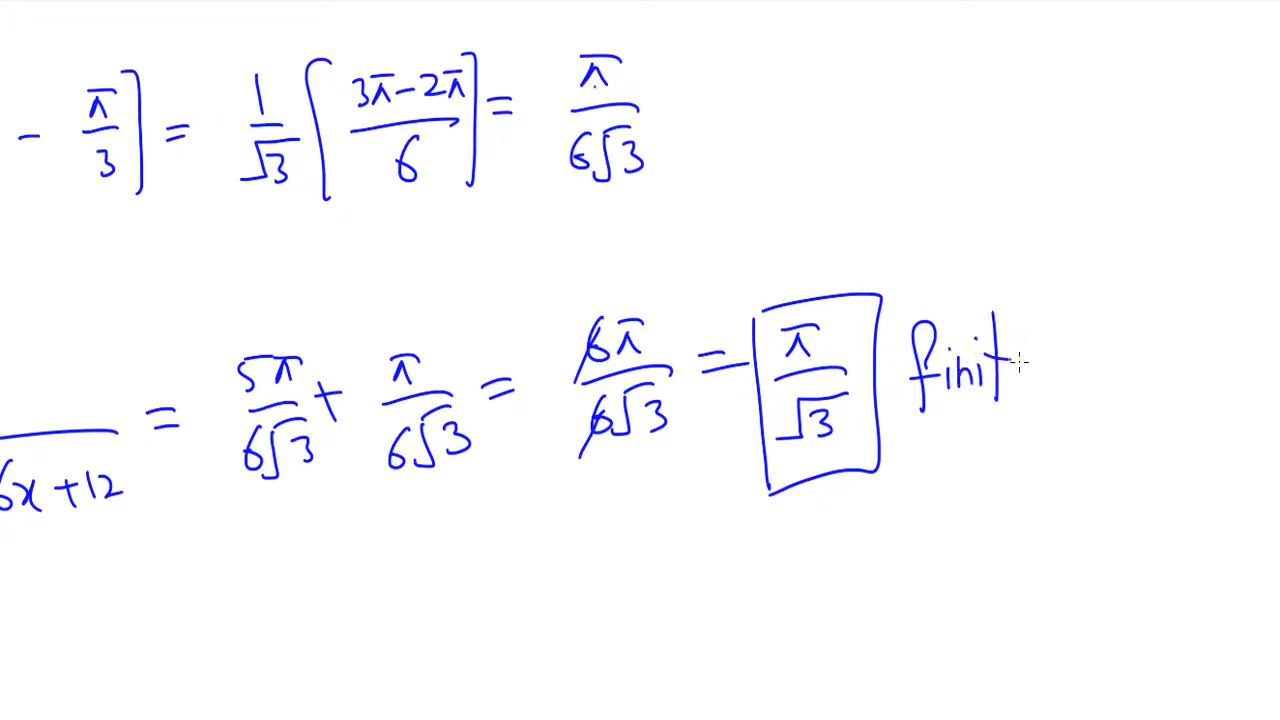 - π/3] = 1/√3 [ (3π-2π)/6 ] = π/(6√3)
/(6x+12) = 5π/(6√3) + π/(6√3) = 6π/(6√3) = π/√3 finit